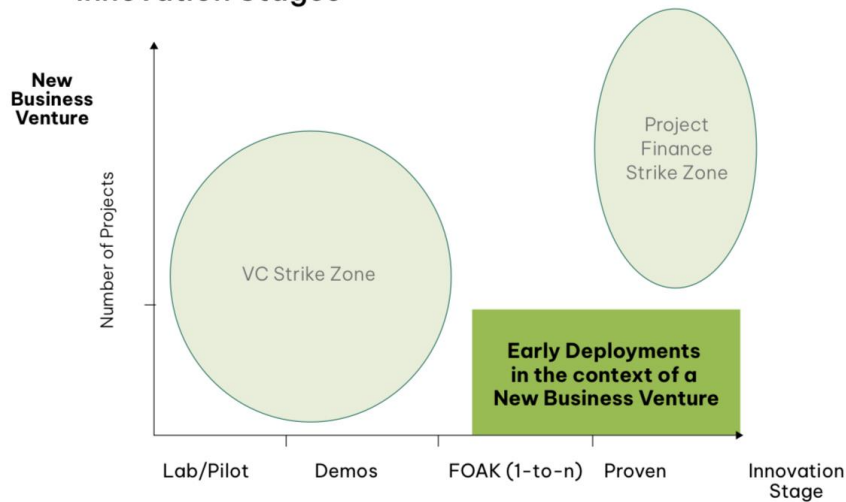 New
Business
Venture
Number of Projects
VC Strike Zone
Project
Finance
Strike Zone
Early Deployments
in the context of a
New Business Venture
Lab/Pilot
Demos
FOAK (1-to-n)
Proven
Innovation
Stage